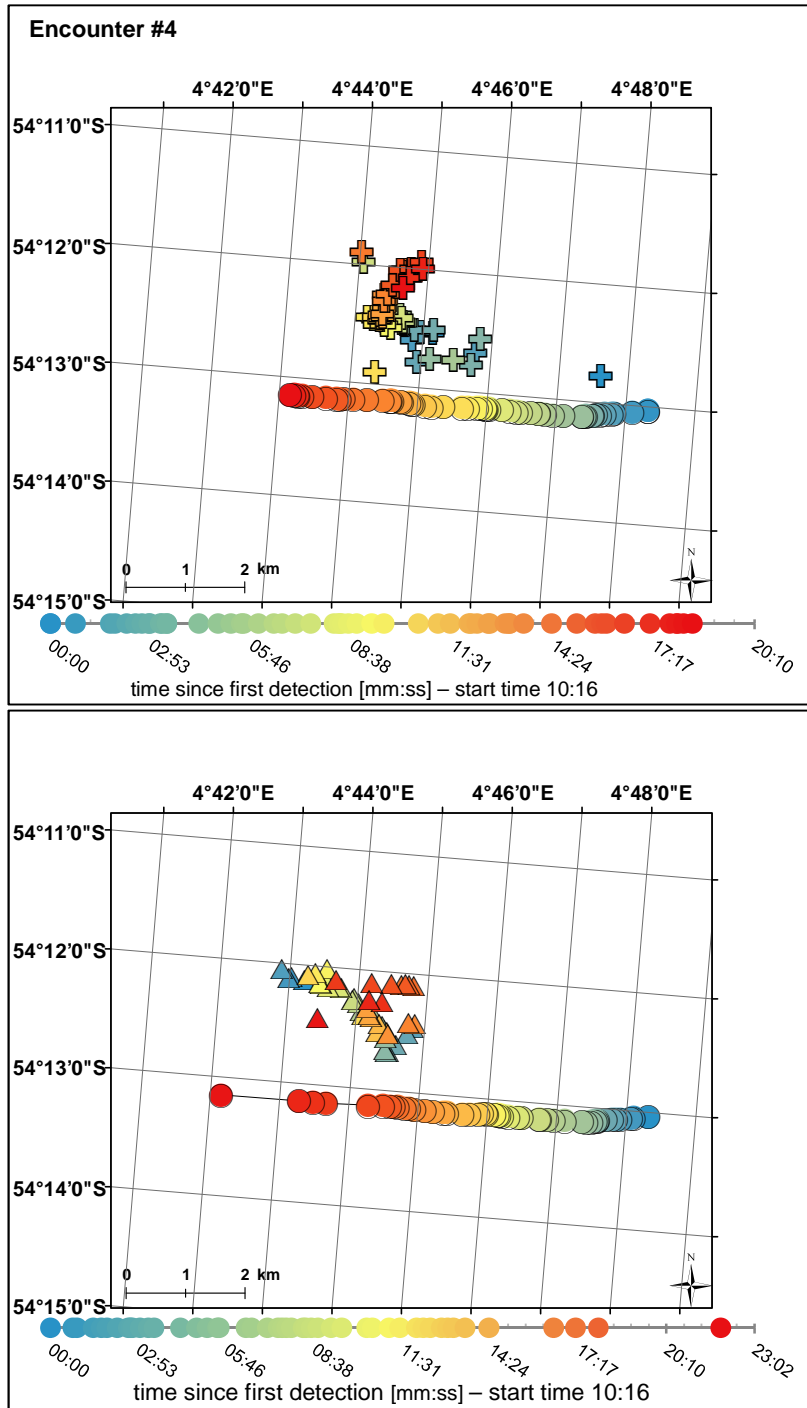 Encounter #4
4°42'0"E 4°44'0"E 4°46'0"E 4°48'0"E
54°11'0"S
54°12'0"S
54°13'0"S
54°14'0"S
54°15'0"S
0 1 2 km
N
00:00 02:53 05:46 08:38 11:31 14:24 17:17 20:10
time since first detection [mm:ss] – start time 10:16
4°42'0"E 4°44'0"E 4°46'0"E 4°48'0"E
54°11'0"S
54°12'0"S
54°13'0"S
54°14'0"S
54°15'0"S
0 1 2 km
N
00:00 02:53 05:46 08:38 11:31 14:24 17:17 20:10 23:02
time since first detection [mm:ss] – start time 10:16